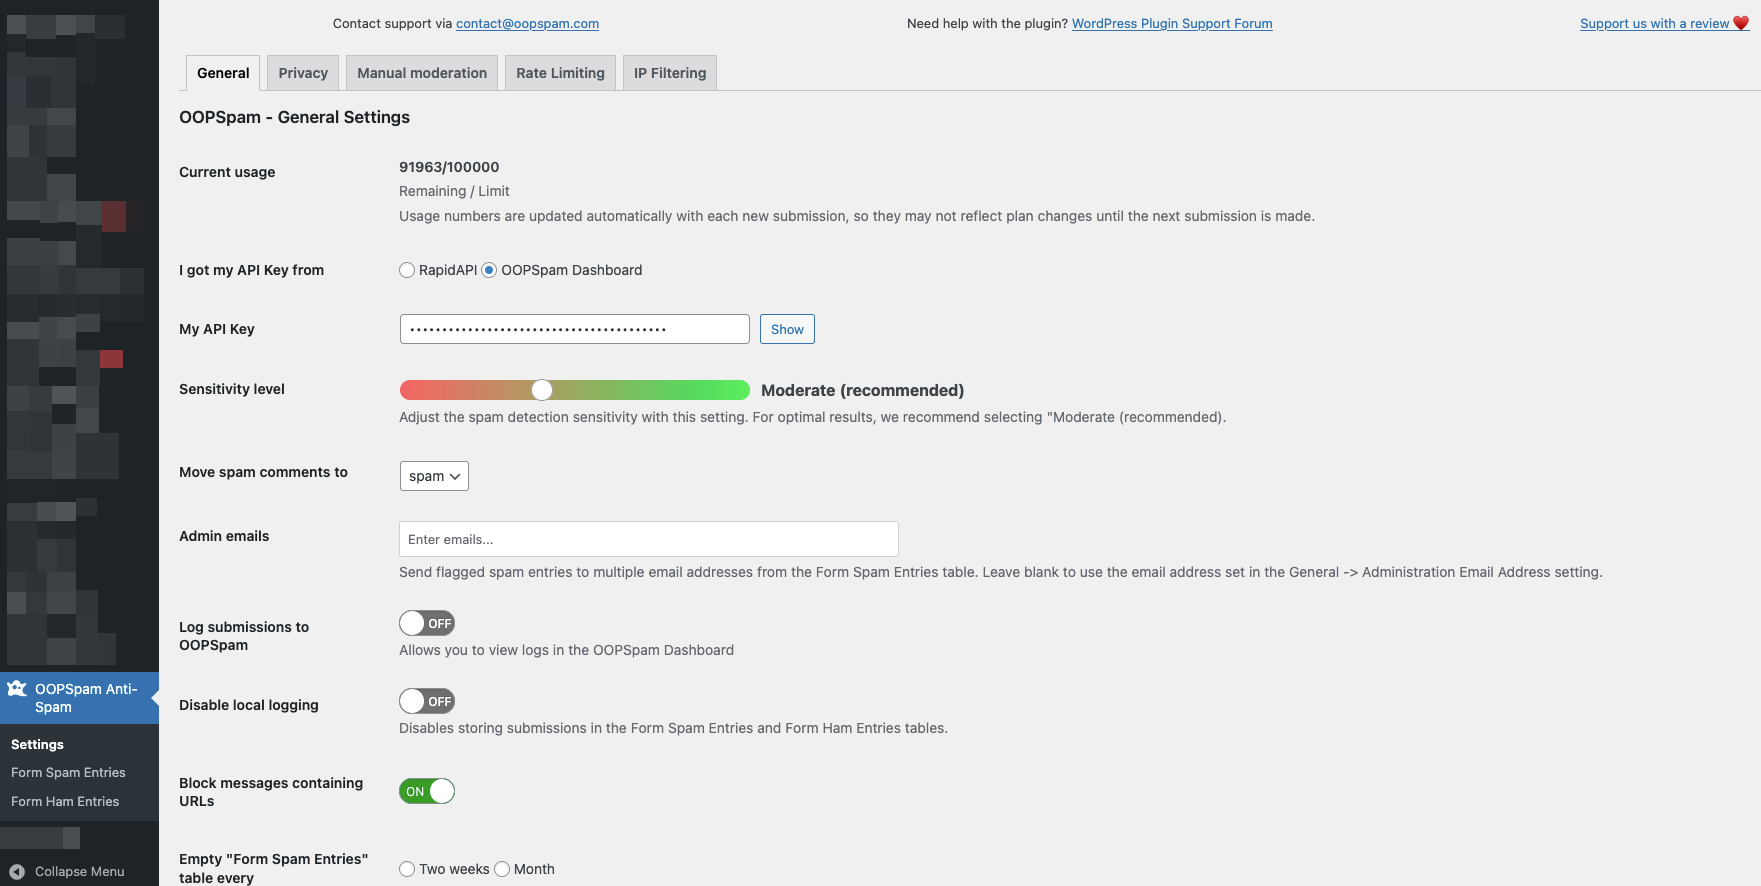 Contact support via contact@oopspam.com
Need help with the plugin? WordPress Plugin Support Forum
Support us with a review
General
Privacy
Manual moderation
Rate Limiting
IP Filtering
OOPSpam - General Settings
Current usage
91963/100000
Remaining / Limit
Usage numbers are updated automatically with each new submission, so they may not reflect plan changes until the next submission is made.
I got my API Key from
RapidAPI
OOPSpam Dashboard
My API Key
Show
Sensitivity level
Moderate (recommended)
Adjust the spam detection sensitivity with this setting. For optimal results, we recommend selecting "Moderate (recommended).
Move spam comments to
spam
Admin emails
Enter emails...
Send flagged spam entries to multiple email addresses from the Form Spam Entries table. Leave blank to use the email address set in the General -> Administration Email Address setting.
Log submissions to
OOPSpam
OFF
Allows you to view logs in the OOPSpam Dashboard
Disable local logging
OFF
Disables storing submissions in the Form Spam Entries and Form Ham Entries tables.
Block messages containing
URLs
ON
Empty "Form Spam Entries"
table every
Two weeks
Month
OOPSpam Anti-
Spam
Settings
Form Spam Entries
Form Ham Entries
Collapse Menu